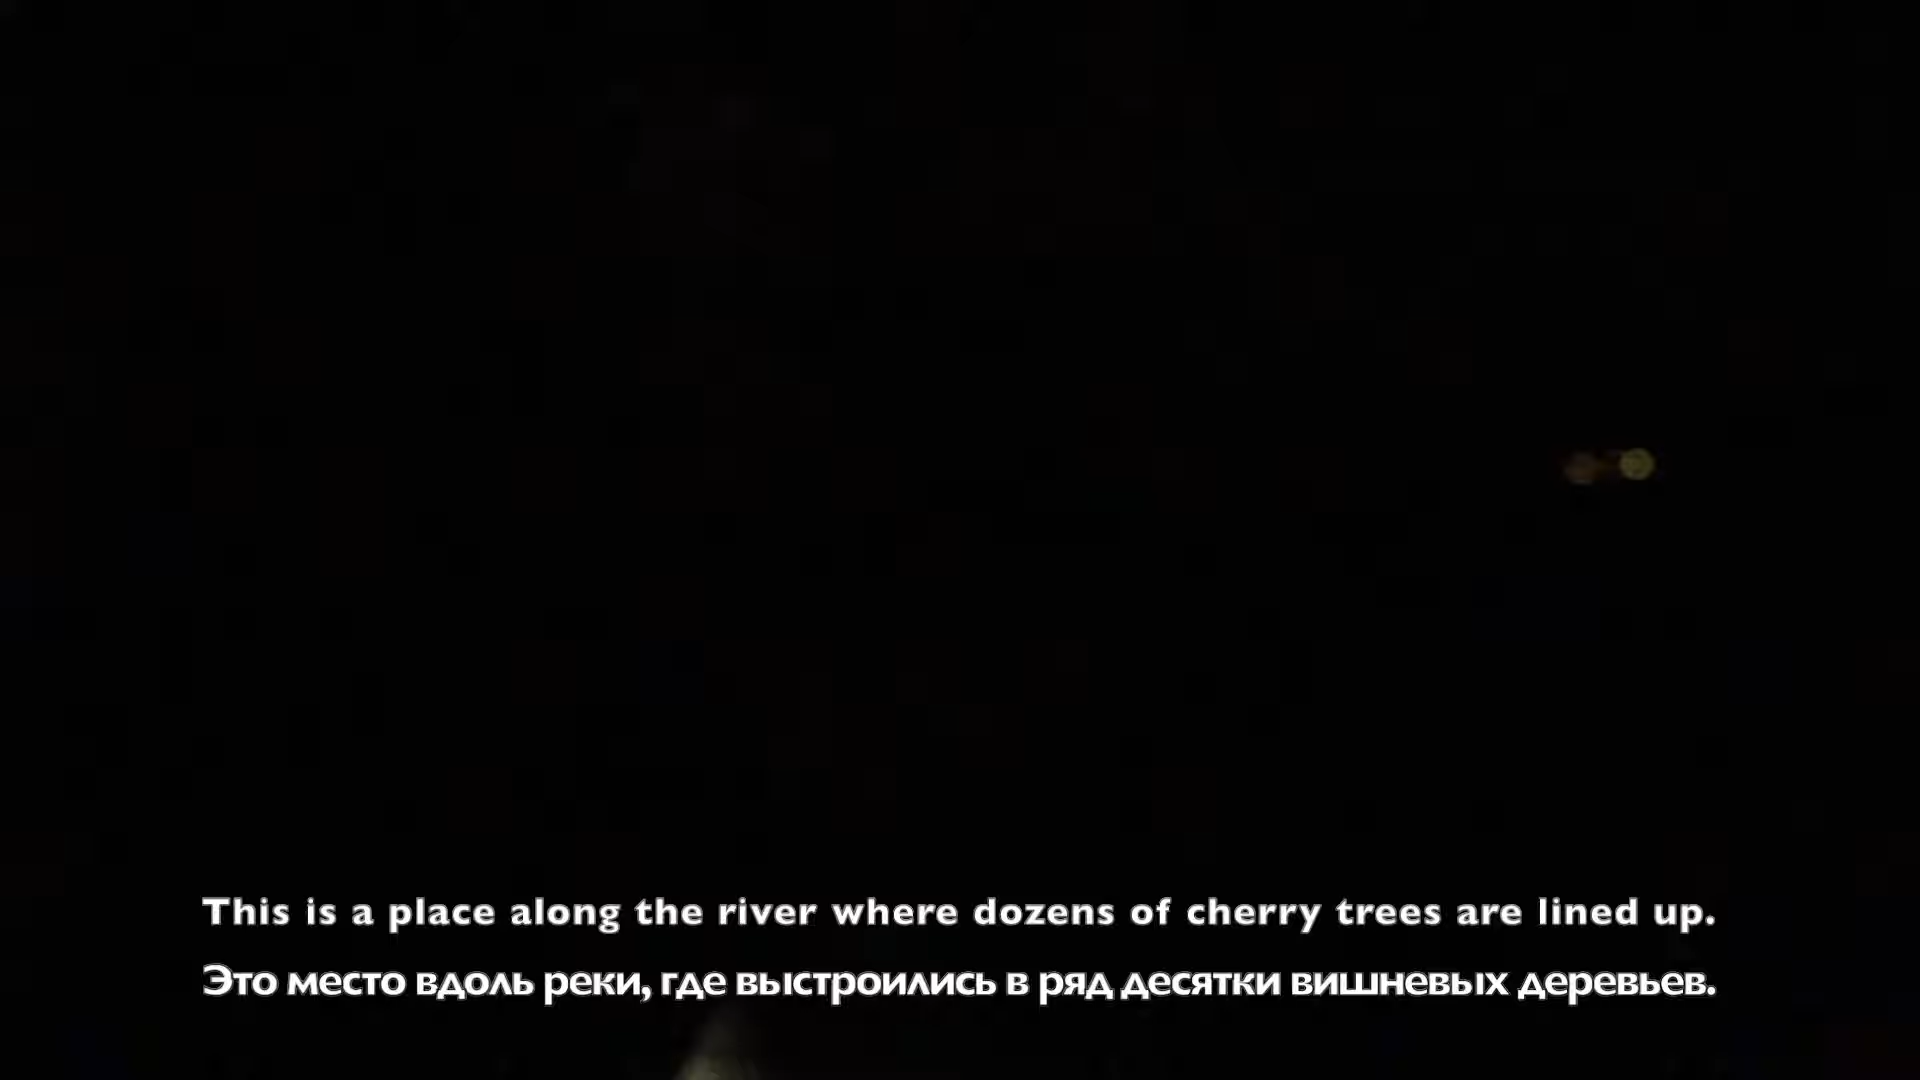 This is a place along the river where dozens of cherry trees are lined up.
Это место вдоль реки, где выстроились в ряд десятки вишневых деревьев.